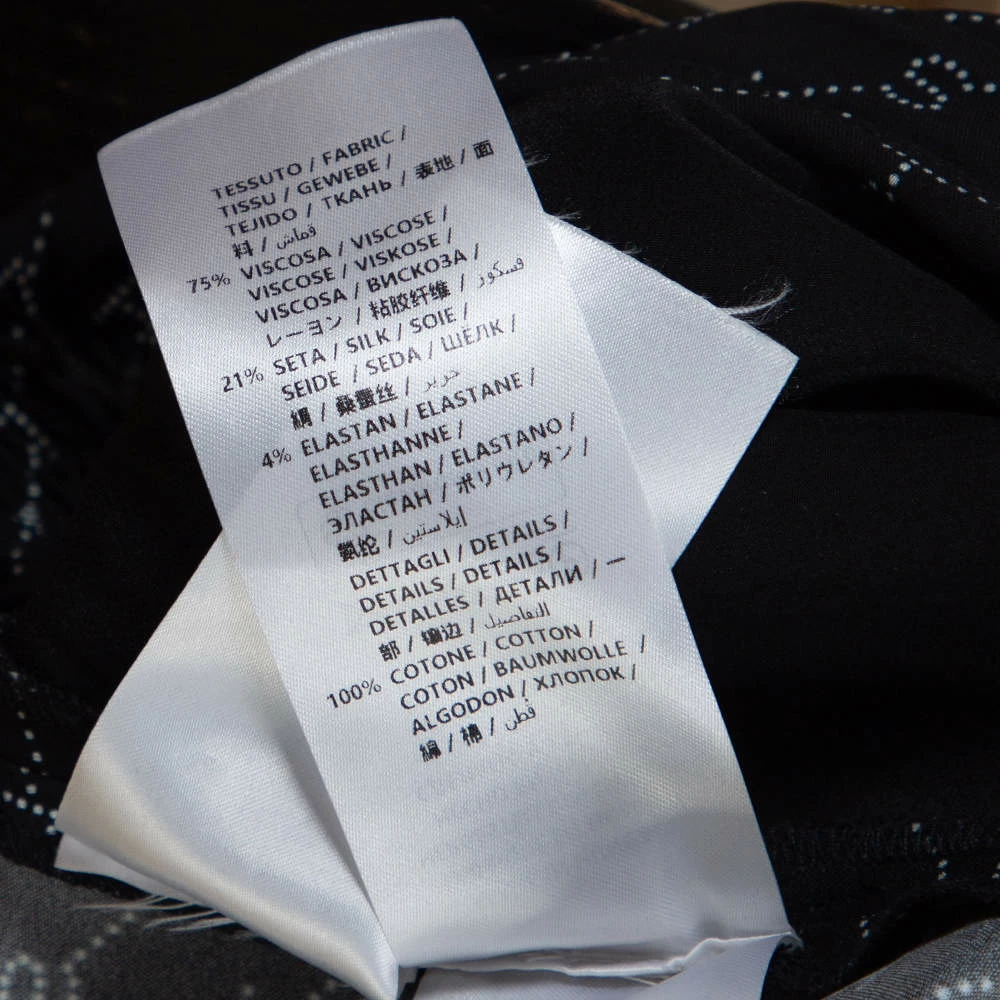 TESSUTO / FABRIC /
TISSU / GEWEBE /
TEJIDO / ТКАНЬ / 表地 / 面
料 / قماش
75% VISCOSA / VISCOSE /
VISCOSE / VISKOSE /
VISCOSA / ВИСКОЗА /
レーヨン / 粘胶纤维 / فسكور
21% SETA / SILK / SOIE /
SEIDE / SEDA / ШЁЛК /
絹 / 桑蚕丝 / حرير
4% ELASTAN / ELASTANE /
ELASTHANNE /
ELASTHAN / ELASTANO /
ЭЛАСТАН / ポリウレタン /
氨纶 / إيلاستين
DETTAGLI / DETAILS /
DETAILS / DETAILS /
DETALLES / ДЕТАЛИ / 一
部 / 镶边 / التفاصيل
100% COTONE / COTTON /
COTON / BAUMWOLLE /
ALGODON / ХЛОПОК /
綿 / 棉 / قطن